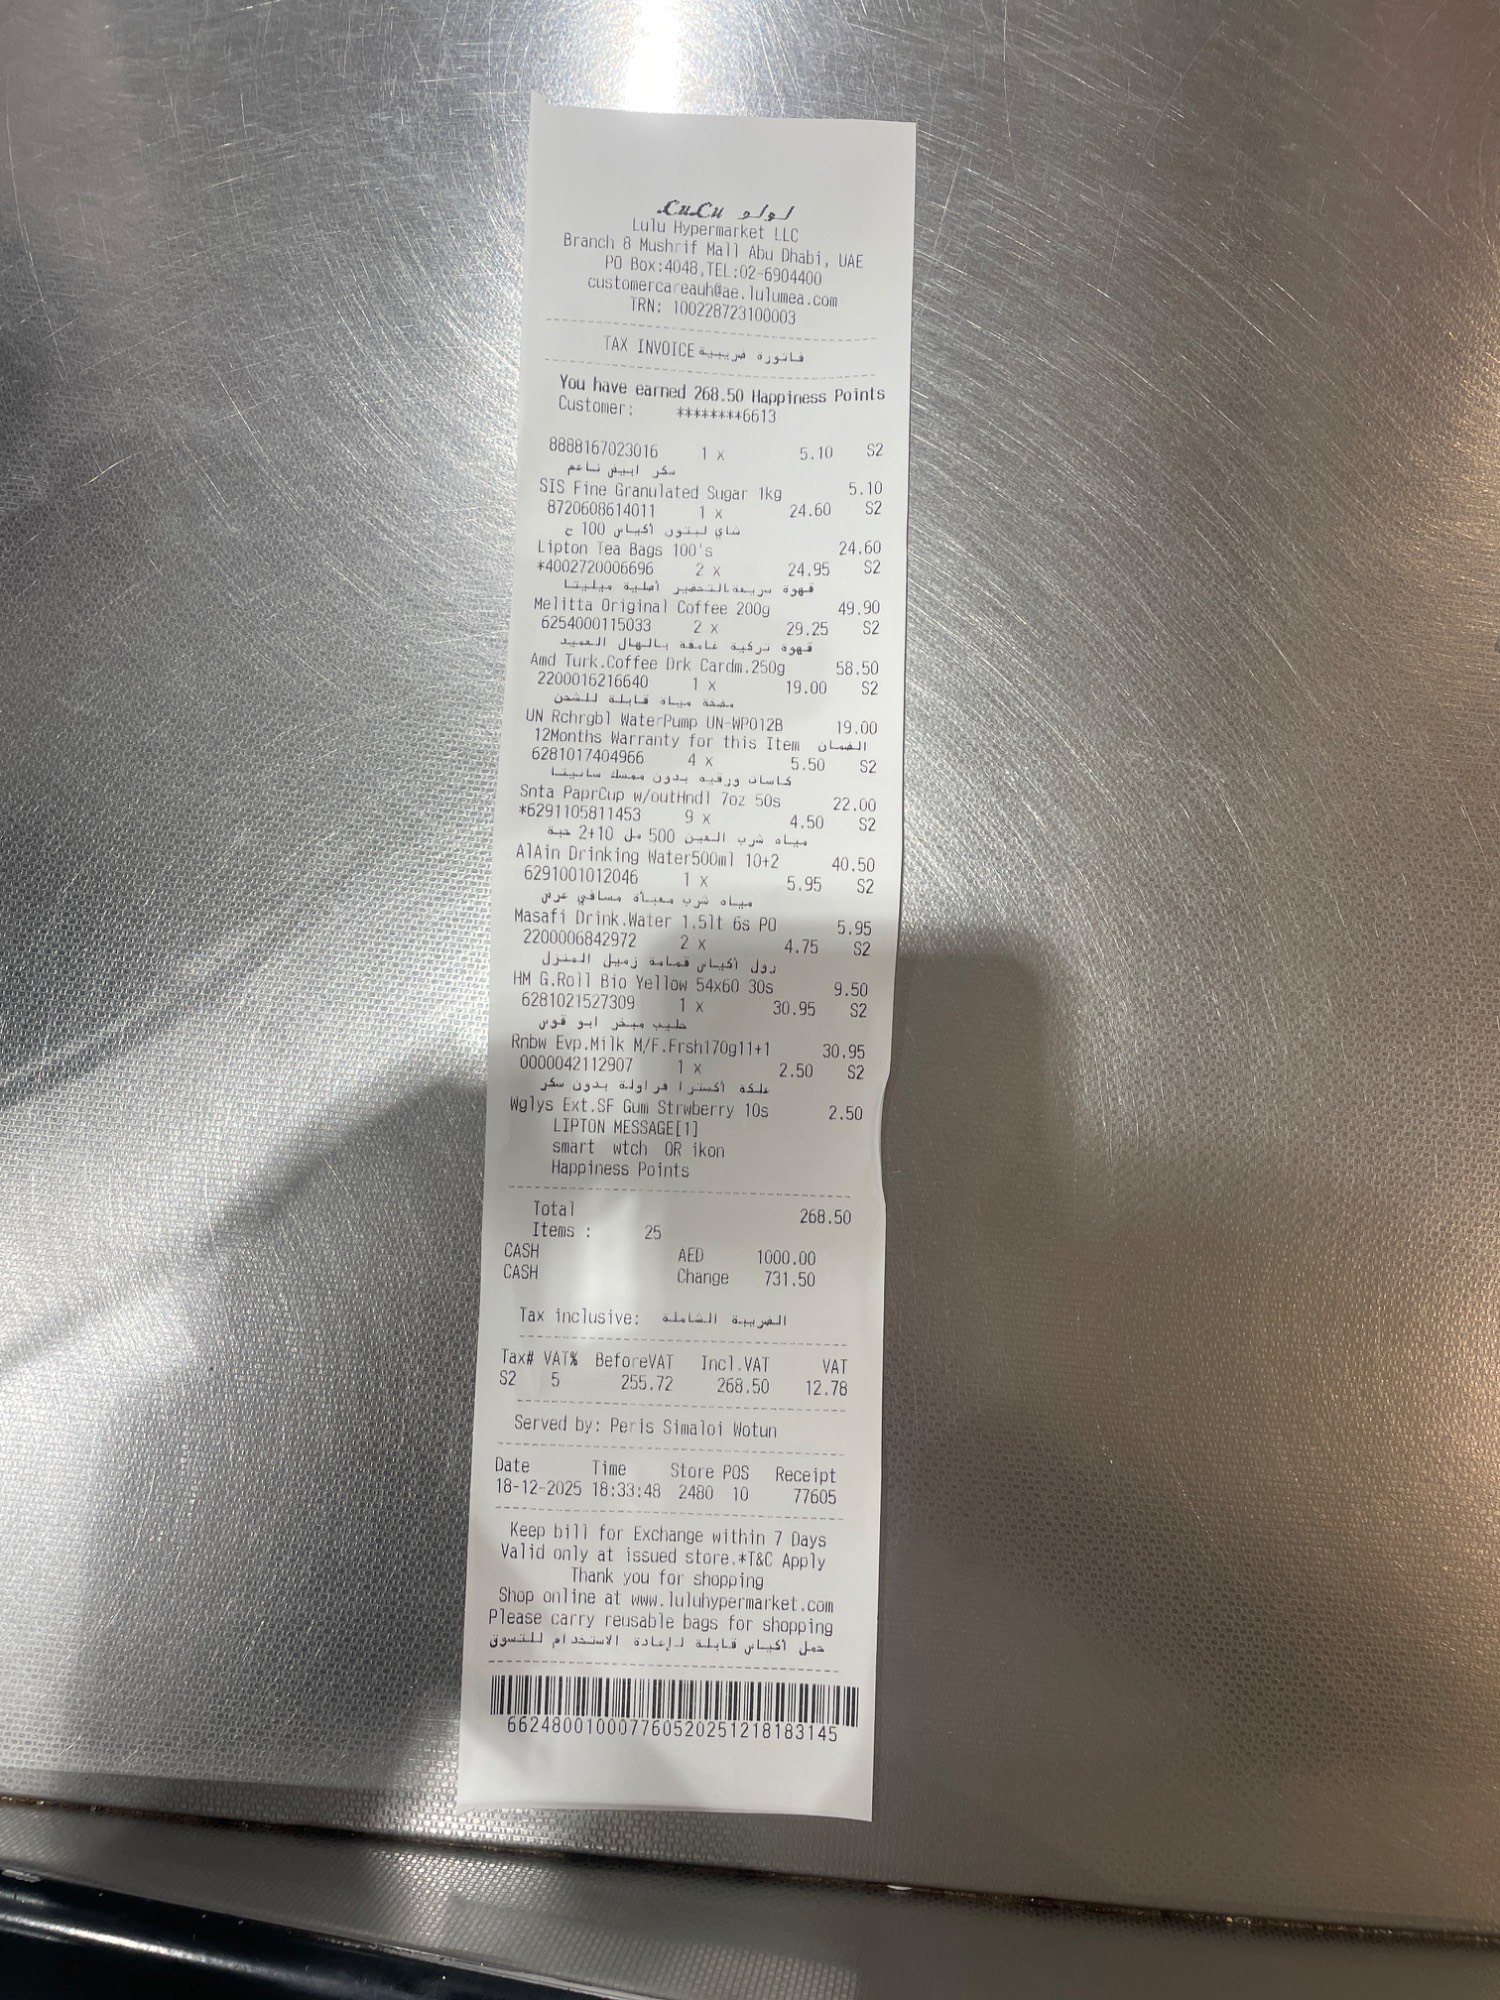 LuLu لولو
Lulu Hypermarket LLC
Branch 8 Mushrif Mall Abu Dhabi, UAE
PO Box:4048,TEL:02-6904400
customercareauh@ae.lulumea.com
TRN: 100228723100003
TAX INVOICE فاتورة ضريبية
You have earned 268.50 Happiness Points
Customer: ********6613
8888167023016 1 x 5.10 S2
سكر ابيض ناعم
SIS Fine Granulated Sugar 1kg 5.10
8720608614011 1 x 24.60 S2
شاي لبتون أكياس 100 ح
Lipton Tea Bags 100's 24.60
*4002720006696 2 x 24.95 S2
قهوة سريعة التحضير أصلية ميليتا
Melitta Original Coffee 200g 49.90
6254000115033 2 x 29.25 S2
قهوة تركية غامقة بالهال العميد
Amd Turk.Coffee Drk Cardm.250g 58.50
2200016216640 1 x 19.00 S2
مضخة مياه قابلة للشحن
UN Rchrgbl WaterPump UN-WP012B 19.00
12Months Warranty for this Item الضمان
6281017404966 4 x 5.50 S2
كاسات ورقيه بدون ممسك سانيتا
Snta PaprCup w/outHndl 7oz 50s 22.00
*6291105811453 9 x 4.50 S2
مياه شرب العين 500 مل 10+2 حبة
AlAin Drinking Water500ml 10+2 40.50
6291001012046 1 x 5.95 S2
مياه شرب معبأة مسافي عرض
Masafi Drink.Water 1.5lt 6s PO 5.95
2200006842972 2 x 4.75 S2
رول أكياس قمامة زميل المنزل
HM G.Roll Bio Yellow 54x60 30s 9.50
6281021527309 1 x 30.95 S2
حليب مبخر ابو قوس
Rnbw Evp.Milk M/F.Frsh170g11+1 30.95
0000042112907 1 x 2.50 S2
علكة أكسترا فراولة بدون سكر
Wglys Ext.SF Gum Strwberry 10s 2.50
LIPTON MESSAGE[1]
smart wtch OR ikon
Happiness Points
Total 268.50
Items : 25
CASH AED 1000.00
CASH Change 731.50
Tax inclusive: الضريبة الشاملة
Tax# VAT% BeforeVAT Incl.VAT VAT
S2 5 255.72 268.50 12.78
Served by: Peris Simaloi Wotun
Date Time Store POS Receipt
18-12-2025 18:33:48 2480 10 77605
Keep bill for Exchange within 7 Days
Valid only at issued store.*T&C Apply
Thank you for shopping
Shop online at www.luluhypermarket.com
Please carry reusable bags for shopping
حمل أكياس قابلة لإعادة الاستخدام للتسوق
662480010007760520251218183145